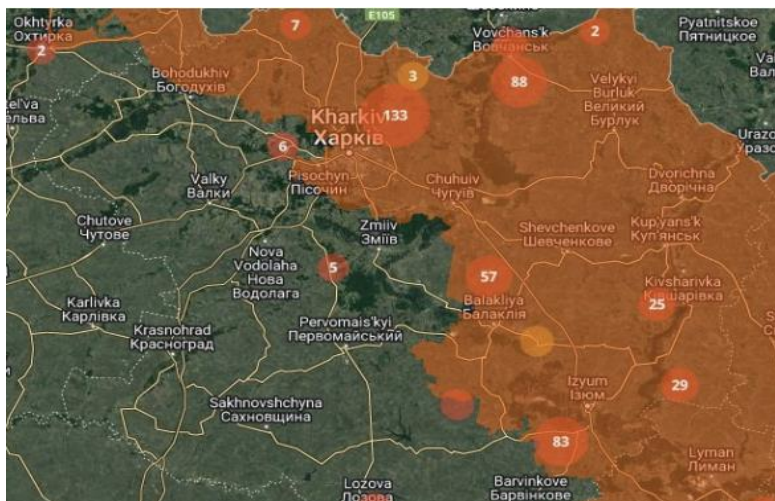 E105
Okhtyrka
Охтирка
2
7
Vovchans'k
Вовчанськ
2
Pyatnitskoe
Пятницкое
Bohodukhiv
Богодухів
3
88
Velykyi
Burluk
Великий
Бурлук
133
Kharkiv
Харків
6
Pisochyn
Пісочин
Valky
Валки
Chuhuiv
Чугуїв
Dvorichna
Дворічна
Chutove
Чутове
Zmiiv
Зміїв
Shevchenkove
Шевченкове
Kup'yans'k
Куп'янськ
Nova
Vodolaha
Нова
Водолага
5
57
Kivsharivka
25
Karlivka
Карлівка
Balakliya
Балаклія
Krasnohrad
Красноград
Pervomais'kyi
Первомайський
Sakhnovshchyna
Сахновщина
Izyum
Ізюм
29
83
Lyman
Лиман
Lozova
Лозова
Barvinkove
Барвінкове